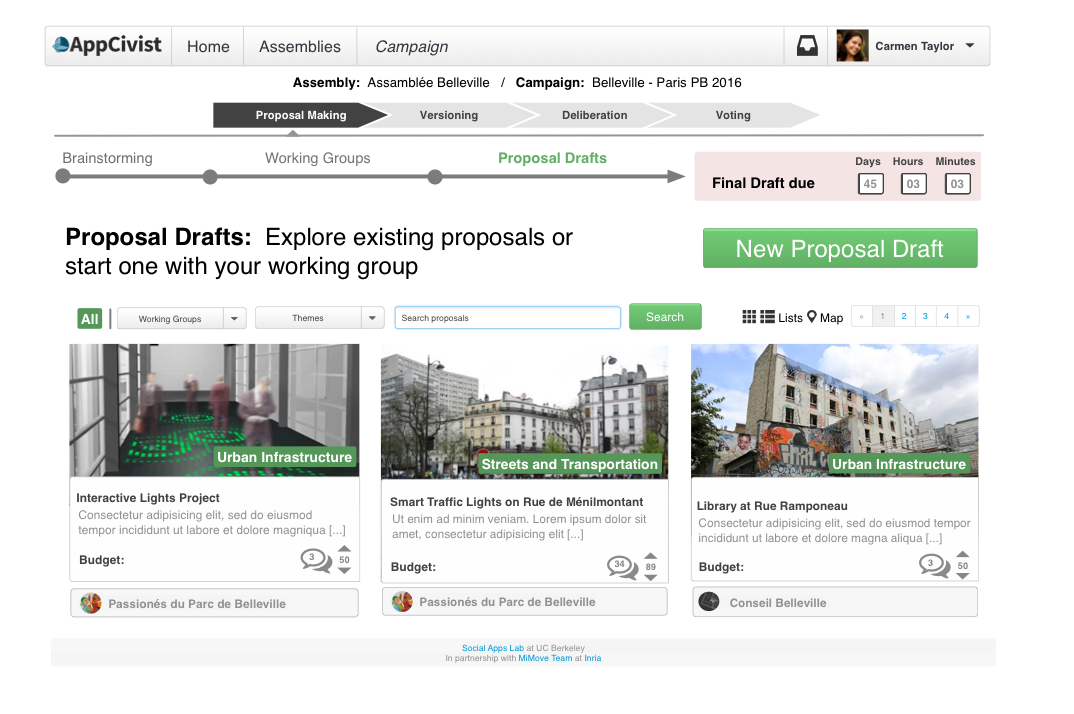 AppCivist Home Assemblies Campaign Carmen Taylor
Assembly: Assamblée Belleville / Campaign: Belleville - Paris PB 2016
Proposal Making Versioning Deliberation Voting
Brainstorming Working Groups Proposal Drafts
Days Hours Minutes
Final Draft due 45 03 03
Proposal Drafts: Explore existing proposals or
start one with your working group
New Proposal Draft
All Working Groups Themes Search proposals Search Lists Map « 1 2 3 4 »
Urban Infrastructure
Interactive Lights Project
Consectetur adipisicing elit, sed do eiusmod
tempor incididunt ut labore et dolore magniqua [...]
Budget: 3 50
Passionés du Parc de Belleville
Streets and Transportation
Smart Traffic Lights on Rue de Ménilmontant
Ut enim ad minim veniam. Lorem ipsum dolor sit
amet, consectetur adipisicing elit [...]
Budget: 34 89
Passionés du Parc de Belleville
Urban Infrastructure
Library at Rue Ramponeau
Consectetur adipisicing elit, sed do eiusmod tempor
incididunt ut labore et dolore magna aliqua [...]
Budget: 3 50
Conseil Belleville
Social Apps Lab at UC Berkeley
In partnership with MiMove Team at Inria